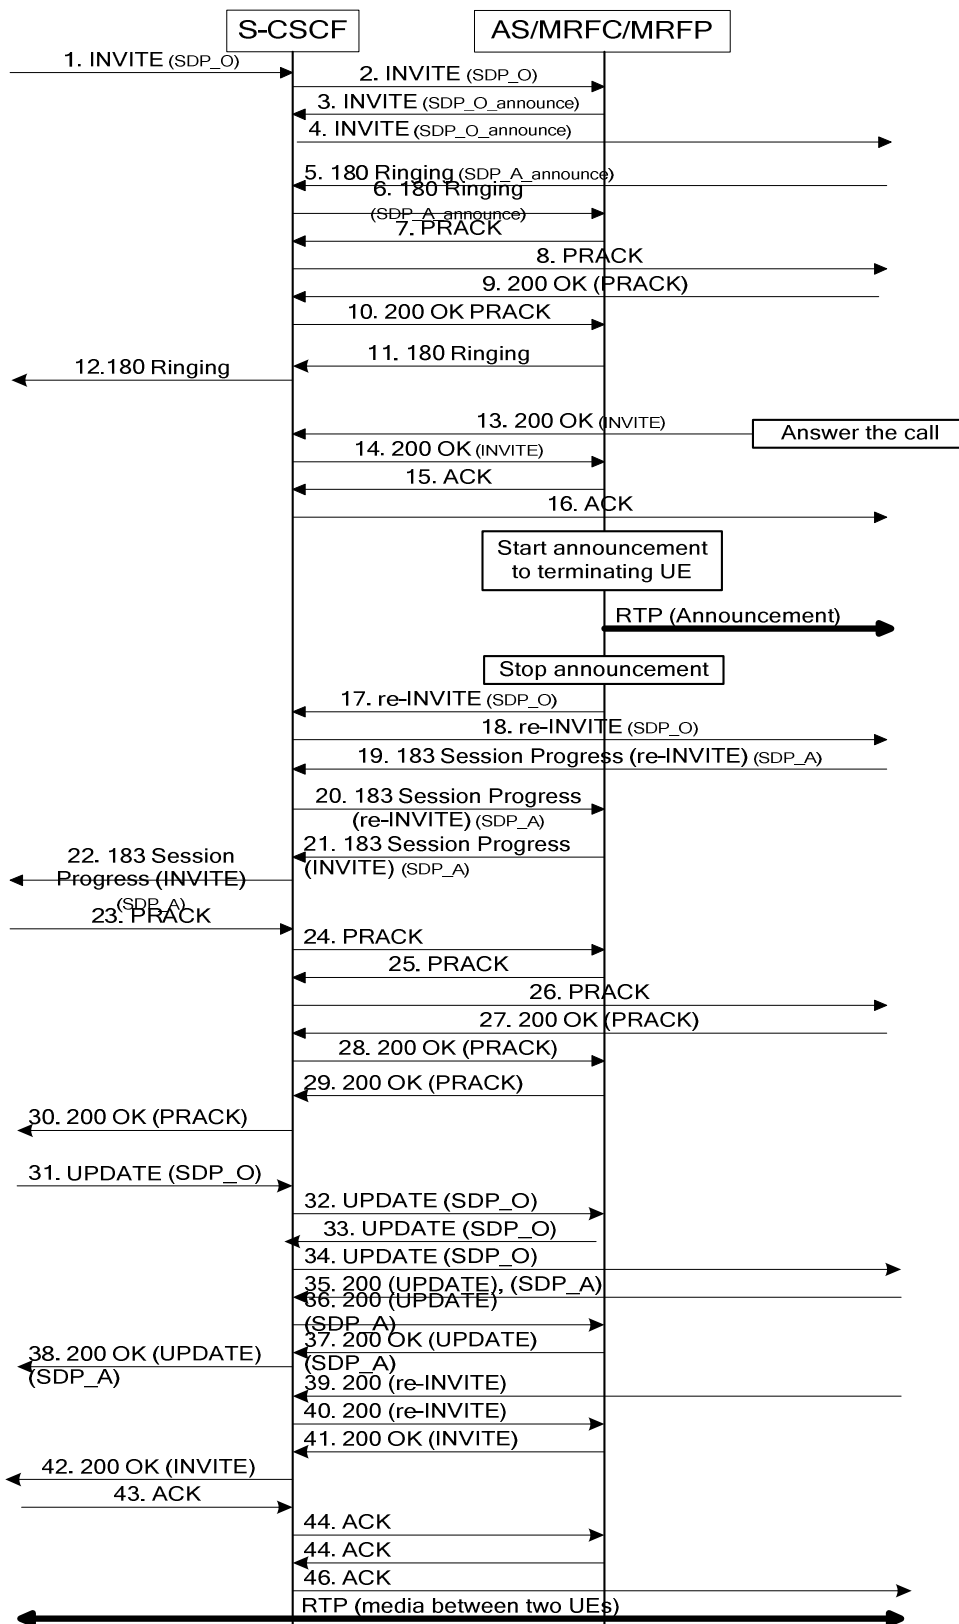 S-CSCF
AS/MRFC/MRFP
1. INVITE (SDP_O)
2. INVITE (SDP_O)
3. INVITE (SDP_O_announce)
4. INVITE (SDP_O_announce)
5. 180 Ringing (SDP_A_announce)
6. 180 Ringing
(SDP_A_announce)
7. PRACK
8. PRACK
9. 200 OK (PRACK)
10. 200 OK PRACK
11. 180 Ringing
12.180 Ringing
13. 200 OK (INVITE)
Answer the call
14. 200 OK (INVITE)
15. ACK
16. ACK
Start announcement
to terminating UE
RTP (Announcement)
Stop announcement
17. re-INVITE (SDP_O)
18. re-INVITE (SDP_O)
19. 183 Session Progress (re-INVITE) (SDP_A)
20. 183 Session Progress
(re-INVITE) (SDP_A)
21. 183 Session Progress
(INVITE) (SDP_A)
22. 183 Session
Progress (INVITE)
(SDP_A)
23. PRACK
24. PRACK
25. PRACK
26. PRACK
27. 200 OK (PRACK)
28. 200 OK (PRACK)
29. 200 OK (PRACK)
30. 200 OK (PRACK)
31. UPDATE (SDP_O)
32. UPDATE (SDP_O)
33. UPDATE (SDP_O)
34. UPDATE (SDP_O)
35. 200 (UPDATE), (SDP_A)
36. 200 (UPDATE)
(SDP_A)
37. 200 OK (UPDATE)
(SDP_A)
38. 200 OK (UPDATE)
(SDP_A)
39. 200 (re-INVITE)
40. 200 (re-INVITE)
41. 200 OK (INVITE)
42. 200 OK (INVITE)
43. ACK
44. ACK
44. ACK
46. ACK
RTP (media between two UEs)